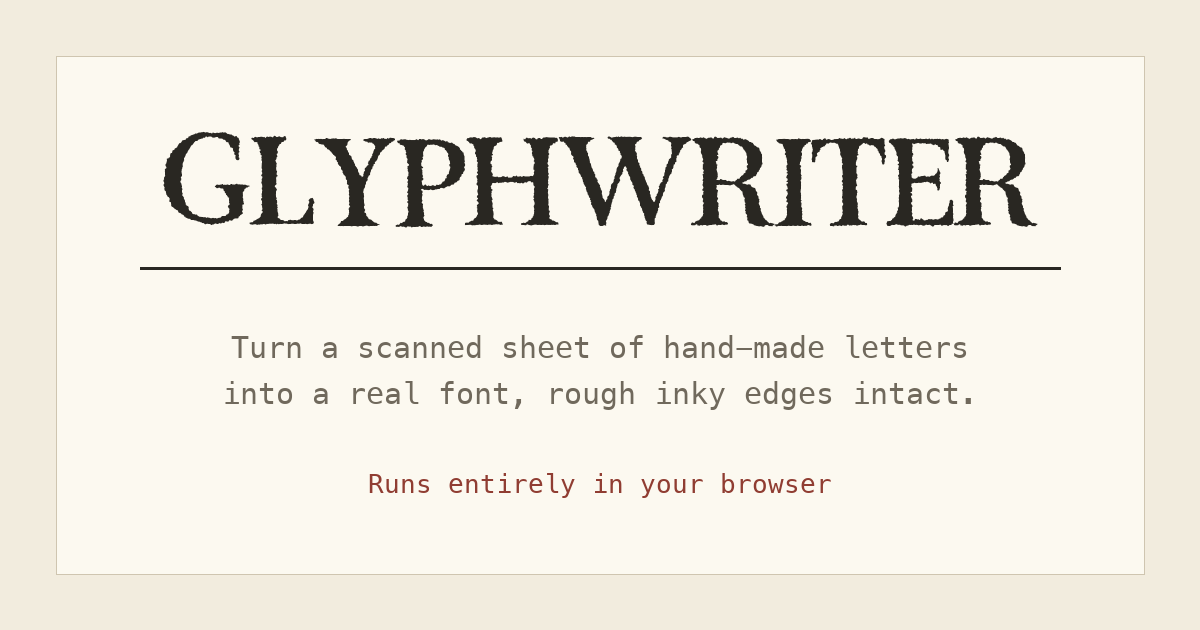 GLYPHWRITER
Turn a scanned sheet of hand—made letters
into a real font, rough inky edges intact.
Runs entirely in your browser